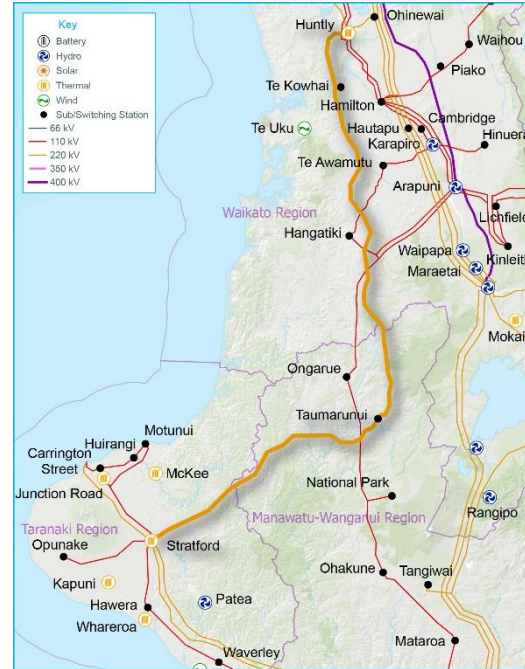 Key
Battery
Hydro
Solar
Thermal
Wind
Sub/Switching Station
66 kV
110 kV
220 kV
350 kV
400 kV
Huntly
Ohinewai
Waihou
Te Kowhai
Piako
Hamilton
Te Uku
Hautapu
Cambridge
Karapiro
Hinuera
Te Awamutu
Arapuni
Waikato Region
Lichfield
Hangatiki
Waipapa
Kinleith
Maraetai
Mokai
Ongarue
Taumarunui
Motunui
Huirangi
Carrington
Street
McKee
Junction Road
National Park
Rangipo
Manawatu-Wanganui Region
Taranaki Region
Stratford
Opunake
Kapuni
Ohakune
Tangiwai
Hawera
Patea
Whareroa
Waverley
Mataroa